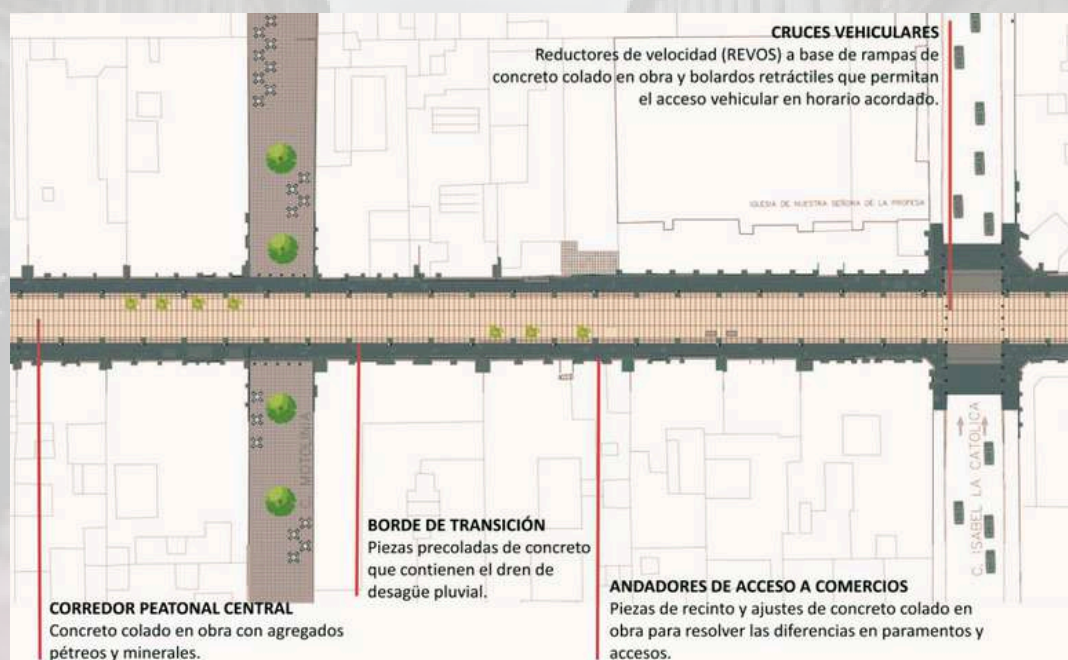 CRUCES VEHICULARES
Reductores de velocidad (REVOS) a base de rampas de
concreto colado en obra y bolardos retráctiles que permitan
el acceso vehicular en horario acordado.
IGLESIA DE NUESTRA SEÑORA DE LA PROFESA
C. MOTOLINIA
C. ISABEL LA CATOLICA
BORDE DE TRANSICIÓN
Piezas precoladas de concreto
que contienen el dren de
desagüe pluvial.
CORREDOR PEATONAL CENTRAL
Concreto colado en obra con agregados
pétreos y minerales.
ANDADORES DE ACCESO A COMERCIOS
Piezas de recinto y ajustes de concreto colado en
obra para resolver las diferencias en paramentos y
accesos.